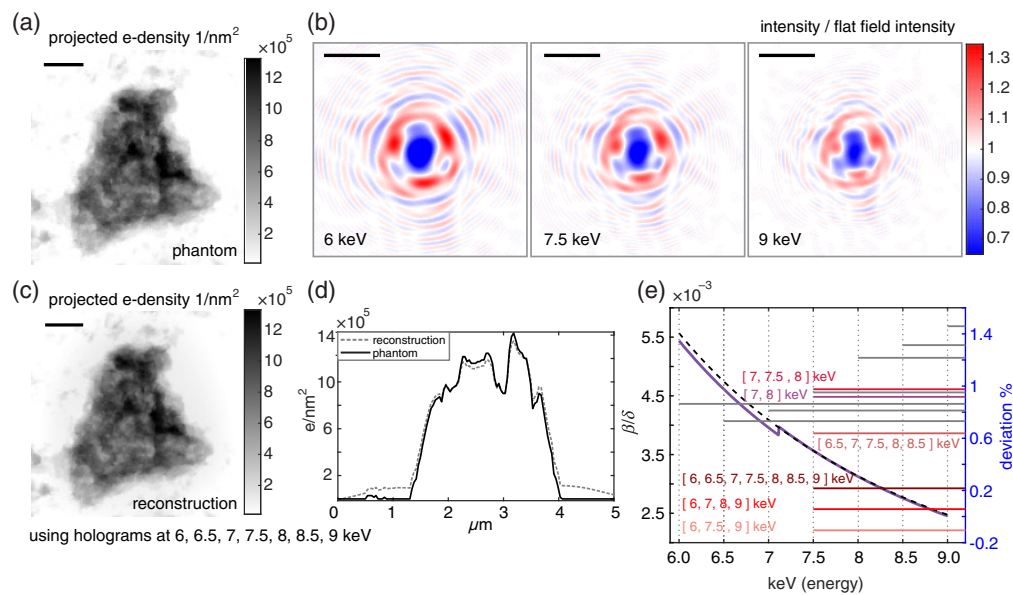 (a)
projected e-density 1/nm²
×10⁵
12
10
8
6
4
2
phantom
(b)
intensity / flat field intensity
6 keV
7.5 keV
9 keV
1.3
1.2
1.1
1
0.9
0.8
0.7
(c)
projected e-density 1/nm²
×10⁵
12
10
8
6
4
2
reconstruction
using holograms at 6, 6.5, 7, 7.5, 8, 8.5, 9 keV
(d)
×10⁵
14
10
6
2
e/nm²
reconstruction
phantom
0 1 2 3 4 5
µm
(e)
×10⁻³
5.5
4.5
3.5
2.5
β/δ
[ 7, 7.5 , 8 ] keV
[ 7, 8 ] keV
[ 6.5, 7, 7.5, 8, 8.5 ] keV
[ 6, 6.5, 7, 7.5, 8, 8.5, 9 ] keV
[ 6, 7, 8, 9 ] keV
[ 6, 7.5, 9 ] keV
1.4
1
0.6
0.2
-0.2
deviation %
6.0 6.5 7 7.5 8.0 8.5 9.0
keV (energy)